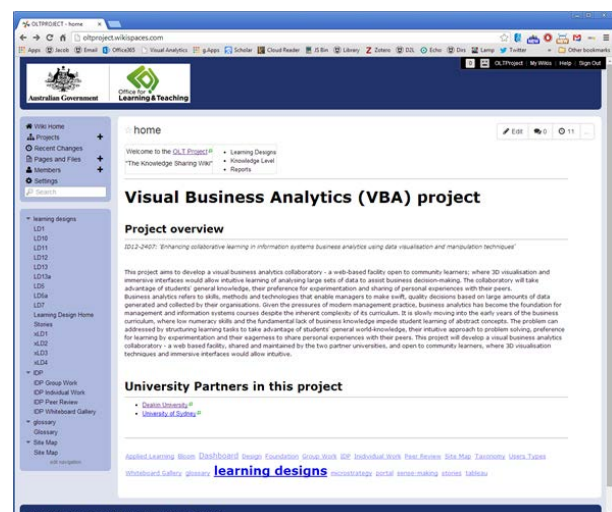 OLTPROJECT - home
oltproject.wikispaces.com
Apps Jacob Email Office365 Visual Analytics g.Apps Scholar Cloud Reader JS Bin Library Zotero D2L Echo Dirs Lamp Twitter Other bookmarks
0 OLTProject My Wikis Help Sign Out
Australian Government
Office for
Learning & Teaching
Wiki Home
Projects +
Recent Changes
Pages and Files +
Members +
Settings
Search
home
Edit 0 11 ...
Welcome to the OLT Project
"The Knowledge Sharing Wiki"
Learning Designs
Knowledge Level
Reports
Visual Business Analytics (VBA) project
Project overview
ID12-2407: 'Enhancing collaborative learning in information systems business analytics using data visualisation and manipulation techniques'
This project aims to develop a visual business analytics collaboratory - a web-based facility open to community learners; where 3D visualisation and
immersive interfaces would allow intuitive learning of analysing large sets of data to assist business decision-making. The collaboratory will take
advantage of students' general knowledge, their preference for experimentation and sharing of personal experiences with their peers.
Business analytics refers to skills, methods and technologies that enable managers to make swift, quality decisions based on large amounts of data
generated and collected by their organisations. Given the pressures of modern management practice, business analytics has become the foundation for
management and information systems courses despite the inherent complexity of its curriculum. It is slowly moving into the early years of the business
curriculum, where low numeracy skills and the fundamental lack of business knowledge impede student learning of abstract concepts. The problem can
addressed by structuring learning tasks to take advantage of students' general world-knowledge, their intuitive approach to problem solving, preference
for learning by experimentation and their eagerness to share personal experiences with their peers. This project will develop a visual business analytics
collaboratory - a web based facility, shared and maintained by the two partner universities, and open to community learners, where 3D visualisation
techniques and immersive interfaces would allow intuitive.
University Partners in this project
Deakin University
University of Sydney
Applied Learning Bloom Dashboard Design Foundation Group Work IDP Individual Work Peer Review Site Map Taxonomy Users Types
Whiteboard Gallery glossary learning designs microstrategy portal sense-making stories tableau
learning designs
LD1
LD10
LD11
LD12
LD13
LD13a
LD5
LD5a
LD7
Learning Design Home
Stories
xLD1
xLD2
xLD3
xLD4
IDP
IDP Group Work
IDP Individual Work
IDP Peer Review
IDP Whiteboard Gallery
glossary
Glossary
Site Map
Site Map
edit navigation